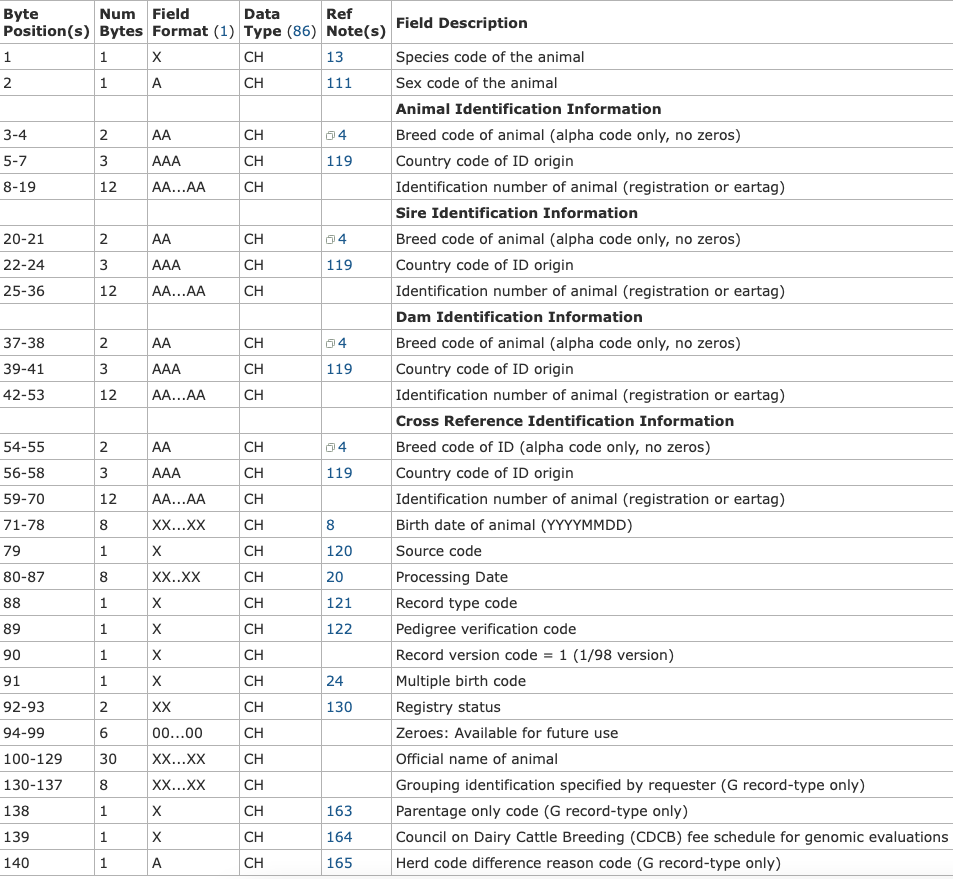 Byte Position(s) Num Bytes Field Format (1) Data Type (86) Ref Note(s) Field Description
1 1 X CH 13 Species code of the animal
2 1 A CH 111 Sex code of the animal
Animal Identification Information
3-4 2 AA CH 4 Breed code of animal (alpha code only, no zeros)
5-7 3 AAA CH 119 Country code of ID origin
8-19 12 AA...AA CH Identification number of animal (registration or eartag)
Sire Identification Information
20-21 2 AA CH 4 Breed code of animal (alpha code only, no zeros)
22-24 3 AAA CH 119 Country code of ID origin
25-36 12 AA...AA CH Identification number of animal (registration or eartag)
Dam Identification Information
37-38 2 AA CH 4 Breed code of animal (alpha code only, no zeros)
39-41 3 AAA CH 119 Country code of ID origin
42-53 12 AA...AA CH Identification number of animal (registration or eartag)
Cross Reference Identification Information
54-55 2 AA CH 4 Breed code of ID (alpha code only, no zeros)
56-58 3 AAA CH 119 Country code of ID origin
59-70 12 AA...AA CH Identification number of animal (registration or eartag)
71-78 8 XX...XX CH 8 Birth date of animal (YYYYMMDD)
79 1 X CH 120 Source code
80-87 8 XX..XX CH 20 Processing Date
88 1 X CH 121 Record type code
89 1 X CH 122 Pedigree verification code
90 1 X CH Record version code = 1 (1/98 version)
91 1 X CH 24 Multiple birth code
92-93 2 XX CH 130 Registry status
94-99 6 00...00 CH Zeroes: Available for future use
100-129 30 XX...XX CH Official name of animal
130-137 8 XX...XX CH Grouping identification specified by requester (G record-type only)
138 1 X CH 163 Parentage only code (G record-type only)
139 1 X CH 164 Council on Dairy Cattle Breeding (CDCB) fee schedule for genomic evaluations
140 1 A CH 165 Herd code difference reason code (G record-type only)